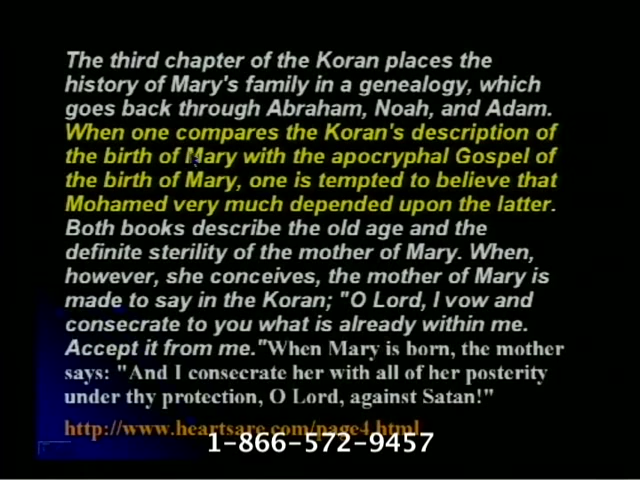 The third chapter of the Koran places the
history of Mary's family in a genealogy, which
goes back through Abraham, Noah, and Adam.
When one compares the Koran's description of
the birth of Mary with the apocryphal Gospel of
the birth of Mary, one is tempted to believe that
Mohamed very much depended upon the latter.
Both books describe the old age and the
definite sterility of the mother of Mary. When,
however, she conceives, the mother of Mary is
made to say in the Koran; "O Lord, I vow and
consecrate to you what is already within me.
Accept it from me."When Mary is born, the mother
says: "And I consecrate her with all of her posterity
under thy protection, O Lord, against Satan!"
http://www.heartsare.com/page4.html
1-866-572-9457